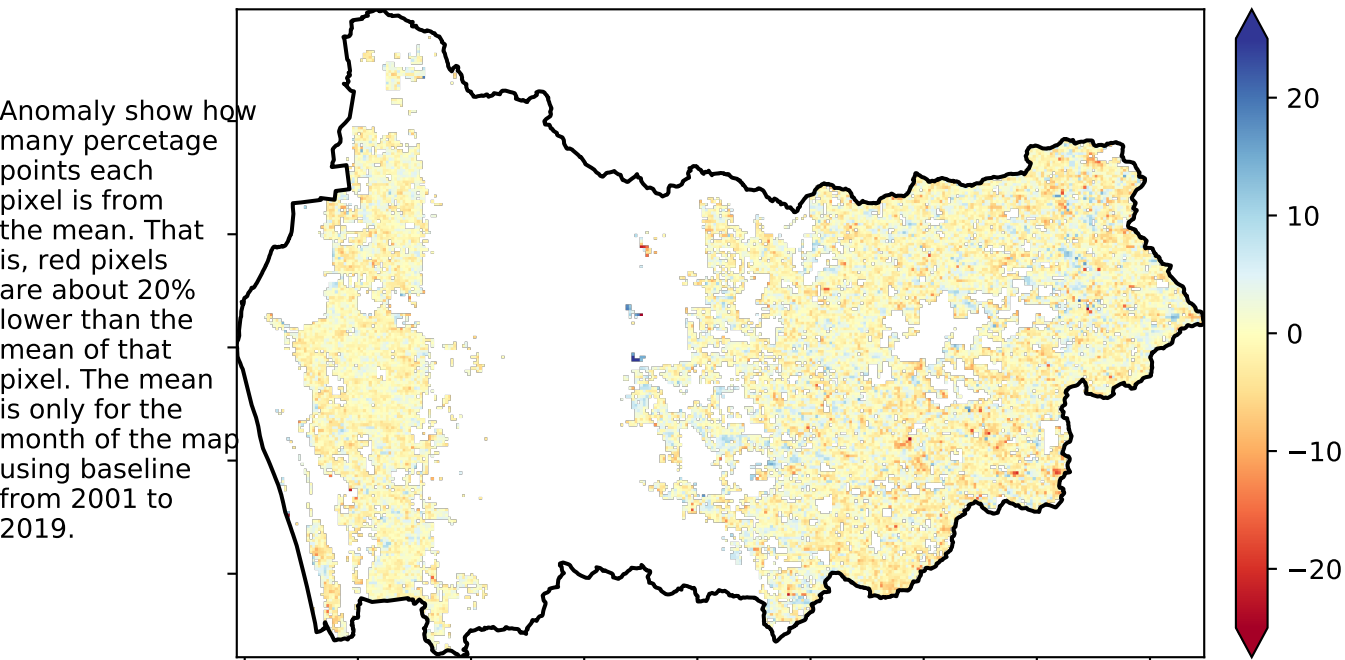 Anomaly show how
many percetage
points each
pixel is from
the mean. That
is, red pixels
are about 20%
lower than the
mean of that
pixel. The mean
is only for the
month of the map
using baseline
from 2001 to
2019.
20
10
0
−10
−20